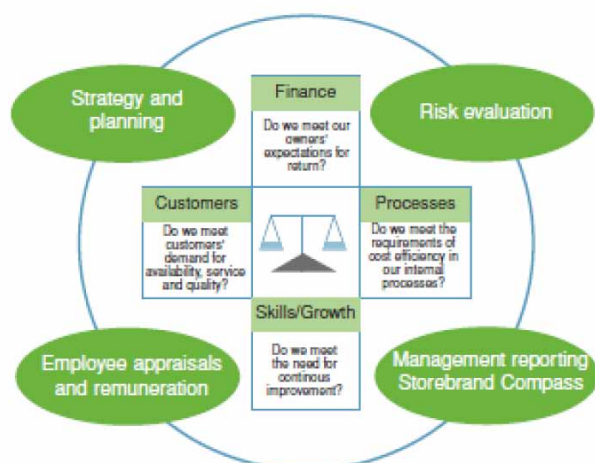 Strategy and
planning
Finance
Do we meet our
owners'
expectations for
return?
Risk evaluation
Customers
Do we meet
customers'
demand for
availability, service
and quality?
Processes
Do we meet the
requirements of
cost efficiency in
our internal
processes?
Skills/Growth
Do we meet
the need for
continous
improvement?
Employee appraisals
and remuneration
Management reporting
Storebrand Compass